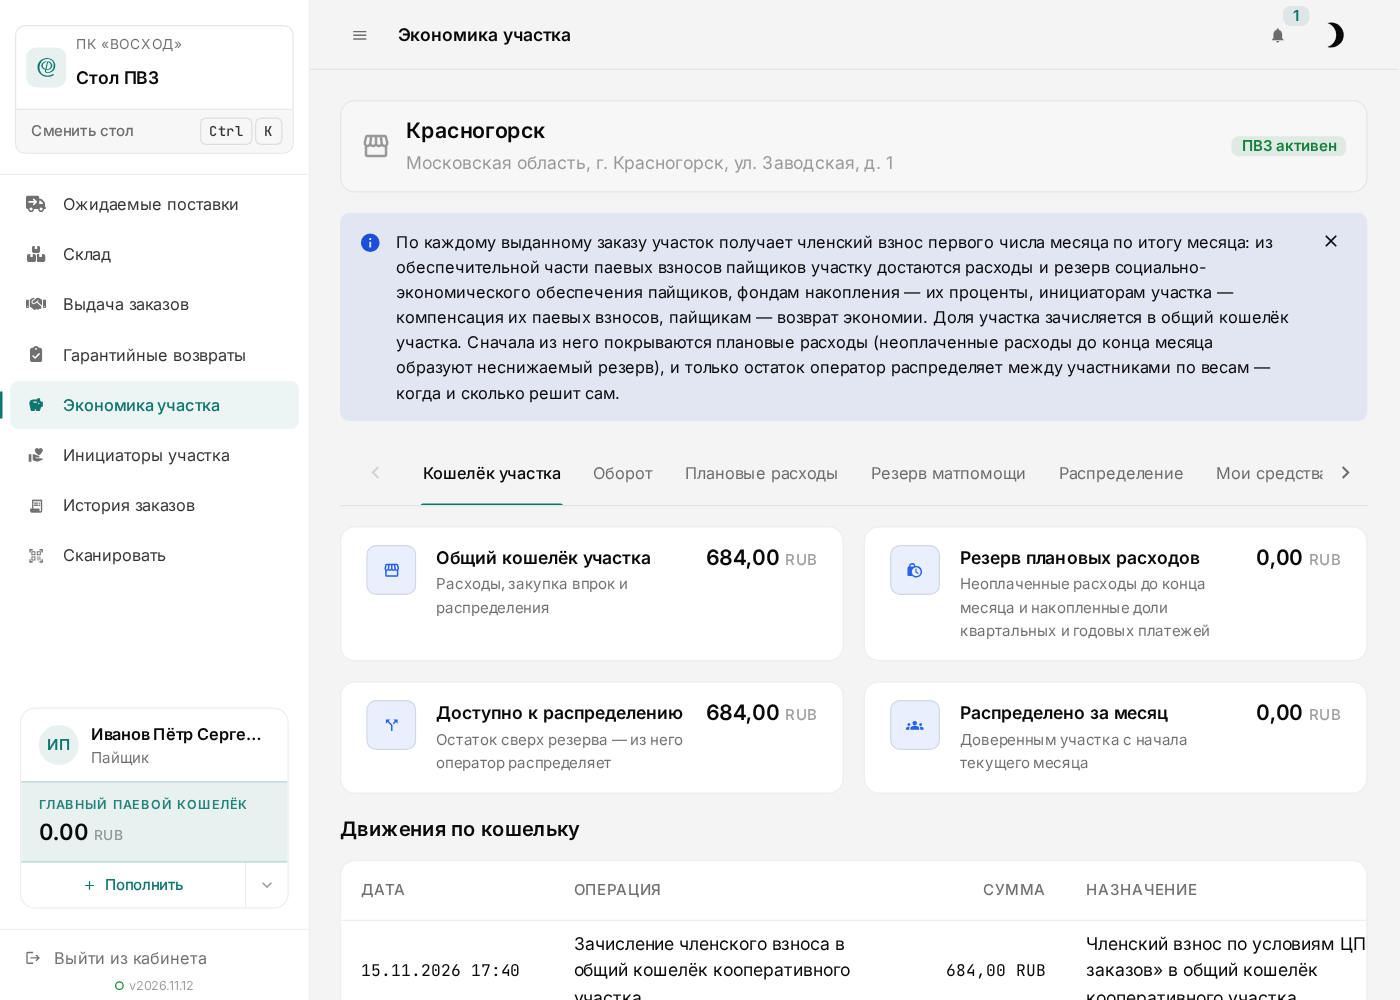 ПК «ВОСХОД»
Стол ПВЗ
Сменить стол
Ctrl K
Ожидаемые поставки
Склад
Выдача заказов
Гарантийные возвраты
Экономика участка
Инициаторы участка
История заказов
Сканировать
ИП
Иванов Пётр Серге...
Пайщик
ГЛАВНЫЙ ПАЕВОЙ КОШЕЛЁК
0.00 RUB
+ Пополнить
Выйти из кабинета
v2026.11.12
Экономика участка
1
Красногорск
Московская область, г. Красногорск, ул. Заводская, д. 1
ПВЗ активен
По каждому выданному заказу участок получает членский взнос первого числа месяца по итогу месяца: из
обеспечительной части паевых взносов пайщиков участку достаются расходы и резерв социально-
экономического обеспечения пайщиков, фондам накопления — их проценты, инициаторам участка —
компенсация их паевых взносов, пайщикам — возврат экономии. Доля участка зачисляется в общий кошелёк
участка. Сначала из него покрываются плановые расходы (неоплаченные расходы до конца месяца
образуют неснижаемый резерв), и только остаток оператор распределяет между участниками по весам —
когда и сколько решит сам.
Кошелёк участка Оборот Плановые расходы Резерв матпомощи Распределение Мои средства
Общий кошелёк участка
684,00 RUB
Расходы, закупка впрок и
распределения
Резерв плановых расходов
0,00 RUB
Неоплаченные расходы до конца
месяца и накопленные доли
квартальных и годовых платежей
Доступно к распределению
684,00 RUB
Остаток сверх резерва — из него
оператор распределяет
Распределено за месяц
0,00 RUB
Доверенным участка с начала
текущего месяца
Движения по кошельку
ДАТА ОПЕРАЦИЯ СУММА НАЗНАЧЕНИЕ
15.11.2026 17:40
Зачисление членского взноса в
общий кошелёк кооперативного
участка
684,00 RUB
Членский взнос по условиям ЦП
заказов» в общий кошелёк
кооперативного участка